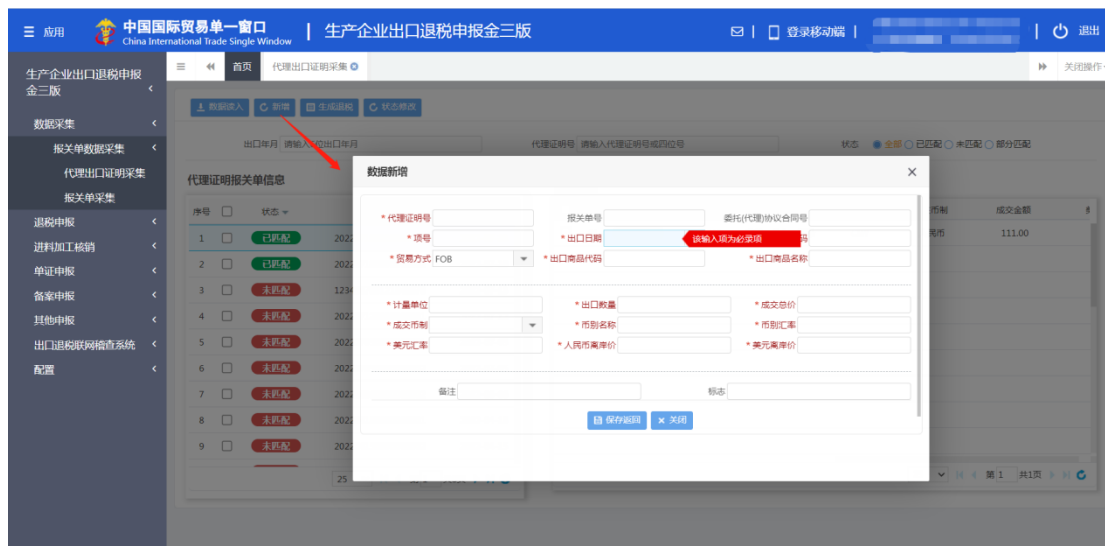 应用
中国国际贸易单一窗口
China International Trade Single Window
生产企业出口退税申报金三版
登录移动端
退出
生产企业出口退税申报金三版
首页
代理出口证明采集
关闭操作
数据采集
报关单数据采集
代理出口证明采集
报关单采集
退税申报
进料加工核销
单证申报
备案申报
其他申报
出口退税联网稽查系统
配置
数据读入
新增
生成退税
状态修改
出口年月
代理证明号 请输入代理证明号或四位号
状态 全部 已匹配 未匹配 部分匹配
代理证明报关单信息
序号 状态
币制 成交金额
1 已匹配 2022
111.00
2 已匹配 2022
3 未匹配 1234
4 未匹配 2022
5 未匹配 2022
6 未匹配 2022
7 未匹配 2022
8 未匹配 2022
9 未匹配 2022
25
第 1 共1页
数据新增
*代理证明号 报关单号 委托(代理)协议合同号
*项号 *出口日期 该输入项为必录项 码
*贸易方式 FOB *出口商品代码 *出口商品名称
*计量单位 *出口数量 *成交总价
*成交币制 *币别名称 *币别汇率
*美元汇率 *人民币离岸价 *美元离岸价
备注 标志
保存返回 关闭